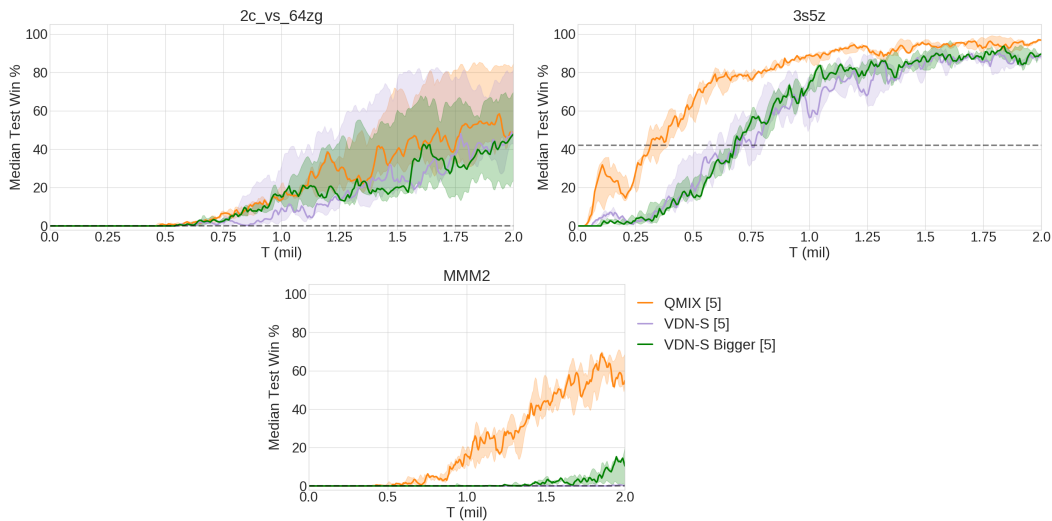 2c_vs_64zg
Median Test Win %
100
80
60
40
20
0
0.0 0.25 0.5 0.75 1.0 1.25 1.5 1.75 2.0
T (mil)
3s5z
Median Test Win %
100
80
60
40
20
0
0.0 0.25 0.5 0.75 1.0 1.25 1.5 1.75 2.0
T (mil)
MMM2
Median Test Win %
100
80
60
40
20
0
0.0 0.5 1.0 1.5 2.0
T (mil)
QMIX [5]
VDN-S [5]
VDN-S Bigger [5]